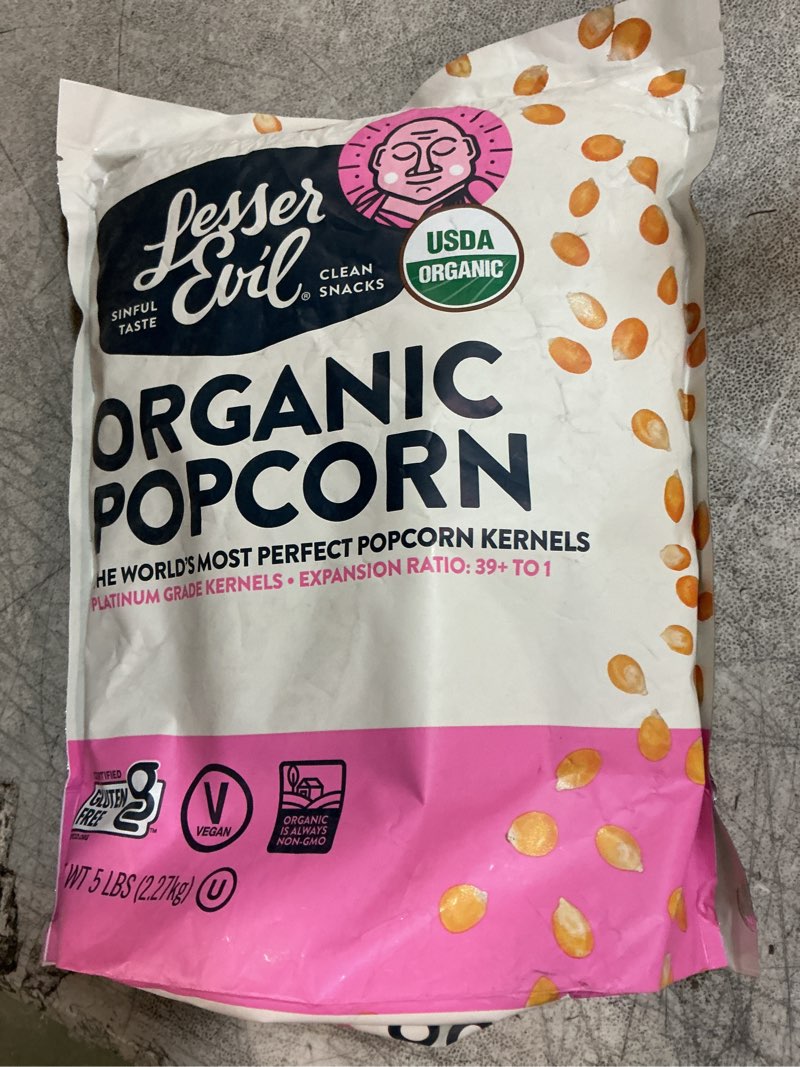 Lesser
Evil®
SINFUL
TASTE
CLEAN
SNACKS
USDA
ORGANIC
ORGANIC
POPCORN
HE WORLD'S MOST PERFECT POPCORN KERNELS
PLATINUM GRADE KERNELS • EXPANSION RATIO: 39+ TO 1
GLUTEN
FREE
g
TM
V
VEGAN
ORGANIC
IS ALWAYS
NON-GMO
WT 5 LBS (2.27kg)
U